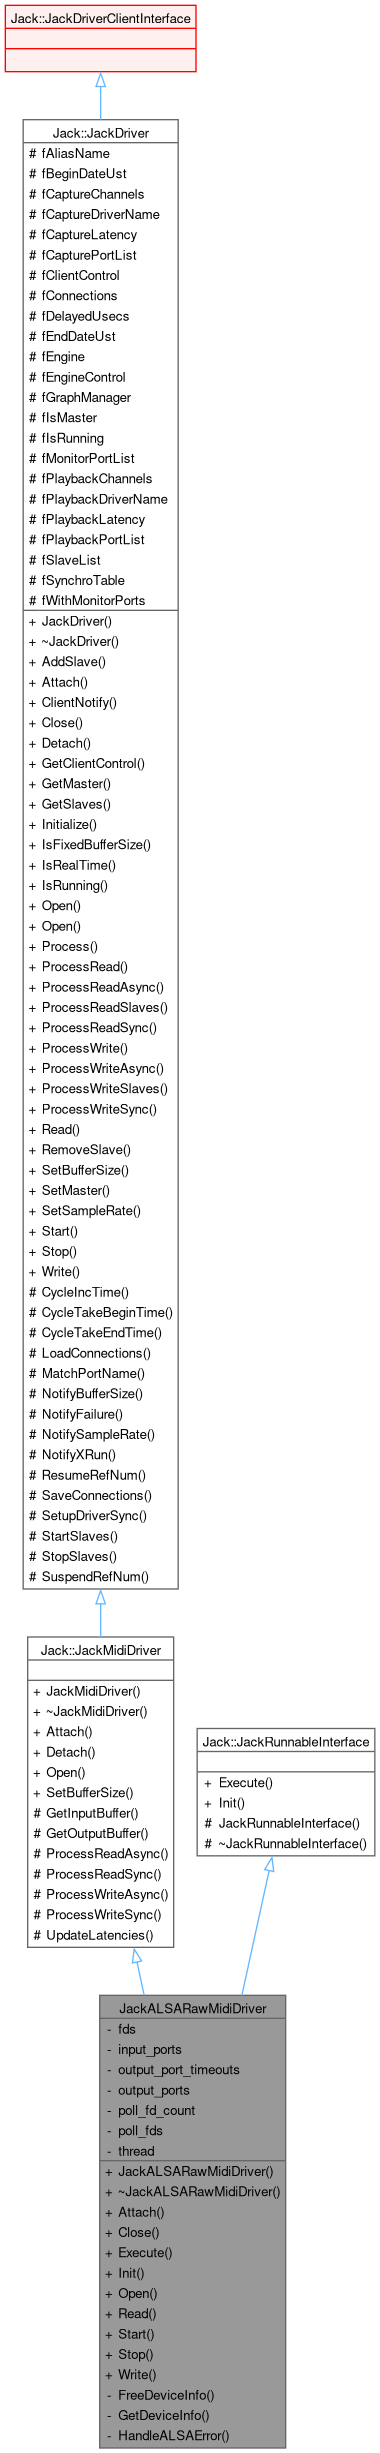 Jack::JackDriverClientInterface
Jack::JackDriver
# fAliasName
# fBeginDateUst
# fCaptureChannels
# fCaptureDriverName
# fCaptureLatency
# fCapturePortList
# fClientControl
# fConnections
# fDelayedUsecs
# fEndDateUst
# fEngine
# fEngineControl
# fGraphManager
# fIsMaster
# fIsRunning
# fMonitorPortList
# fPlaybackChannels
# fPlaybackDriverName
# fPlaybackLatency
# fPlaybackPortList
# fSlaveList
# fSynchroTable
# fWithMonitorPorts
+ JackDriver()
+ ~JackDriver()
+ AddSlave()
+ Attach()
+ ClientNotify()
+ Close()
+ Detach()
+ GetClientControl()
+ GetMaster()
+ GetSlaves()
+ Initialize()
+ IsFixedBufferSize()
+ IsRealTime()
+ IsRunning()
+ Open()
+ Open()
+ Process()
+ ProcessRead()
+ ProcessReadAsync()
+ ProcessReadSlaves()
+ ProcessReadSync()
+ ProcessWrite()
+ ProcessWriteAsync()
+ ProcessWriteSlaves()
+ ProcessWriteSync()
+ Read()
+ RemoveSlave()
+ SetBufferSize()
+ SetMaster()
+ SetSampleRate()
+ Start()
+ Stop()
+ Write()
# CycleIncTime()
# CycleTakeBeginTime()
# CycleTakeEndTime()
# LoadConnections()
# MatchPortName()
# NotifyBufferSize()
# NotifyFailure()
# NotifySampleRate()
# NotifyXRun()
# ResumeRefNum()
# SaveConnections()
# SetupDriverSync()
# StartSlaves()
# StopSlaves()
# SuspendRefNum()
Jack::JackMidiDriver
+ JackMidiDriver()
+ ~JackMidiDriver()
+ Attach()
+ Detach()
+ Open()
+ SetBufferSize()
# GetInputBuffer()
# GetOutputBuffer()
# ProcessReadAsync()
# ProcessReadSync()
# ProcessWriteAsync()
# ProcessWriteSync()
# UpdateLatencies()
Jack::JackRunnableInterface
+ Execute()
+ Init()
# JackRunnableInterface()
# ~JackRunnableInterface()
JackALSARawMidiDriver
- fds
- input_ports
- output_port_timeouts
- output_ports
- poll_fd_count
- poll_fds
- thread
+ JackALSARawMidiDriver()
+ ~JackALSARawMidiDriver()
+ Attach()
+ Close()
+ Execute()
+ Init()
+ Open()
+ Read()
+ Start()
+ Stop()
+ Write()
- FreeDeviceInfo()
- GetDeviceInfo()
- HandleALSAError()